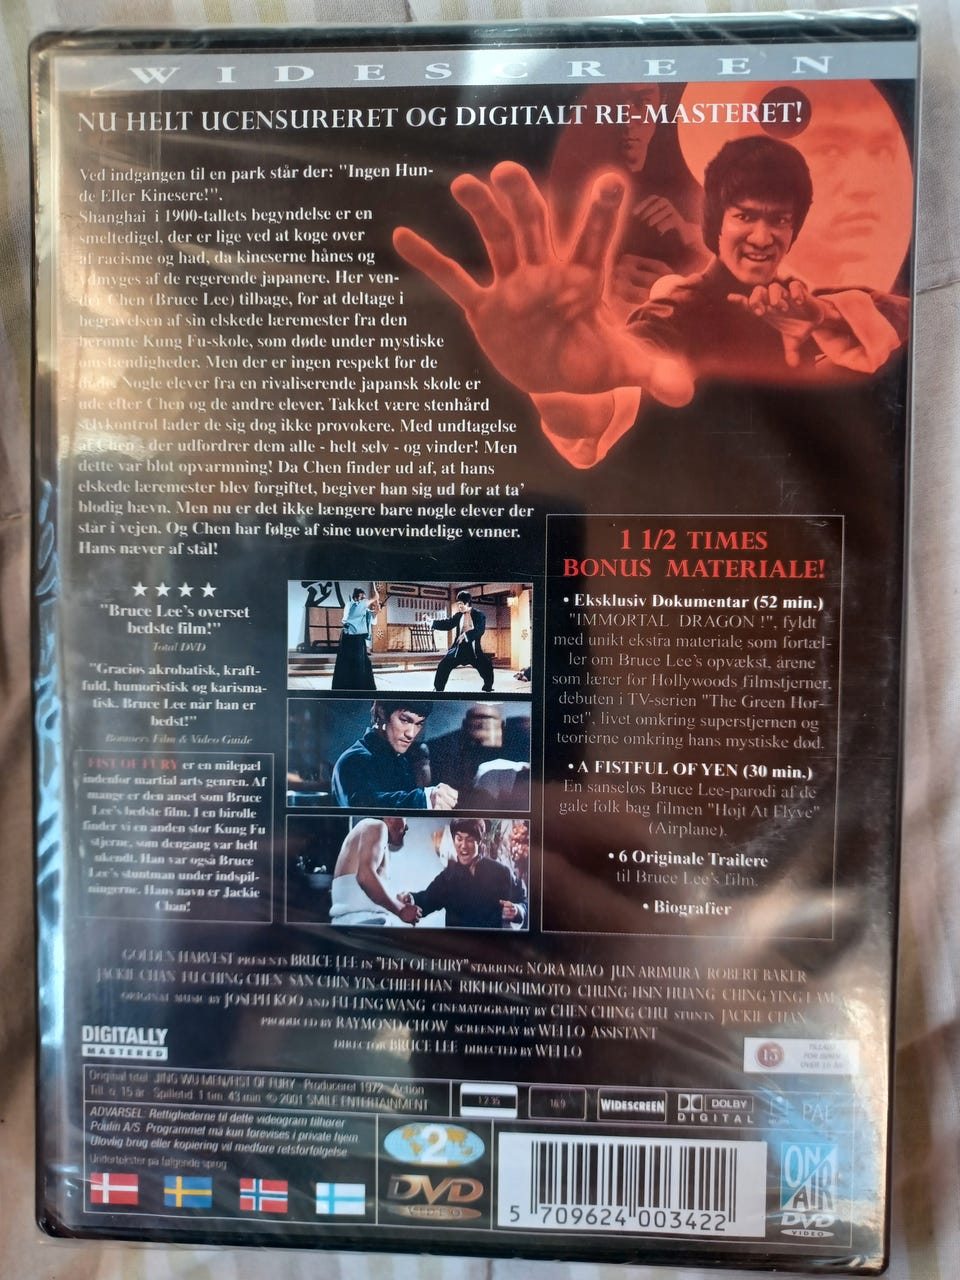 WIDESCREEN
NU HELT UCENSURERET OG DIGITALT RE-MASTERET!
Ved indgangen til en park står der: "Ingen Hun-
de Eller Kinesere!".
Shanghai i 1900-tallets begyndelse er en
smeltedigel, der er lige ved at koge over
af racisme og had, da kineserne hånes og
ydmyges af de regerende japanere. Her ven-
der Chen (Bruce Lee) tilbage, for at deltage i
begravelsen af sin elskede læremester fra den
berømte Kung Fu-skole, som døde under mystiske
omstændigheder. Men der er ingen respekt for de
døde. Nogle elever fra en rivaliserende japansk skole er
ude efter Chen og de andre elever. Takket være stenhård
selvkontrol lader de sig dog ikke provokere. Med undtagelse
af Chen - der udfordrer dem alle - helt selv - og vinder! Men
dette var blot opvarmning! Da Chen finder ud af, at hans
elskede læremester blev forgiftet, begiver han sig ud for at ta'
blodig hævn. Men nu er det ikke længere bare nogle elever der
står i vejen. Og Chen har følge af sine uovervindelige venner.
Hans næver af stål!
"Bruce Lee's overset
bedste film!"
Total DVD
"Graciøs akrobatisk, kraft-
fuld, humoristisk og karisma-
tisk. Bruce Lee når han er
bedst!"
Bonniers Film & Video Guide
FIST OF FURY er en milepæl
indenfor martial arts genren. Af
mange er den anset som Bruce
Lee's bedste film. I en birolle
finder vi en anden stor Kung Fu
stjerne, som dengang var helt
ukendt. Han var også Bruce
Lee's stuntman under indspil-
ningerne. Hans navn er Jackie
Chan!
1 1/2 TIMES
BONUS MATERIALE!
• Eksklusiv Dokumentar (52 min.)
"IMMORTAL DRAGON !", fyldt
med unikt ekstra materiale som fortæl-
ler om Bruce Lee's opvækst, årene
som lærer for Hollywoods filmstjerner,
debuten i TV-serien "The Green Hor-
net", livet omkring superstjernen og
teorierne omkring hans mystiske død.
• A FISTFUL OF YEN (30 min.)
En sanseløs Bruce Lee-parodi af de
gale folk bag filmen "Højt At Flyve"
(Airplane).
• 6 Originale Trailere
til Bruce Lee's film.
• Biografier
GOLDEN HARVEST PRESENTS BRUCE LEE IN "FIST OF FURY" STARRING NORA MIAO JUN ARIMURA ROBERT BAKER
JACKIE CHAN FU CHING CHEN SAN CHIN YIN-CHIEH HAN RIKI HOSHIMOTO CHUNG HSIN HUANG CHING YING LAM
ORIGINAL MUSIC BY JOSEPH KOO AND FU-LING WANG CINEMATOGRAPHY BY CHEN CHING CHU STUNTS JACKIE CHAN
PRODUCED BY RAYMOND CHOW SCREENPLAY BY WEI LO ASSISTANT
DIRECTOR BRUCE LEE DIRECTED BY WEI LO
DIGITALLY
MASTERED
15
TILLADT
FOR BØRN
OVER 15 ÅR
Original titel: JING WU MEN/FIST OF FURY Produceret 1972 Action
Till. o. 15 år Spilletid 1 tim. 43 min © 2001 SMILE ENTERTAINMENT
1:2.35
16:9
WIDESCREEN
DOLBY
DIGITAL
PAL
ADVARSEL: Rettighederne til dette videogram tilhører
Paulin A/S. Programmet må kun forevises i private hjem
Ulovlig brug eller kopiering vil medføre retsforfølgelse
Undertekster på følgende sprog
2
DVD
VIDEO
5 709624 003422
ON
AIR
DVD
VIDEO